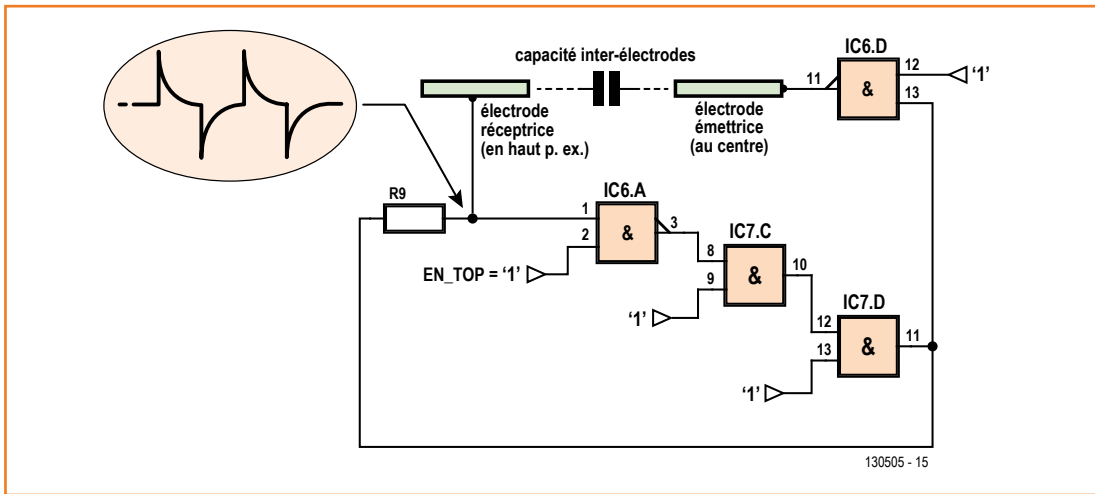 capacité inter-électrodes
IC6.D
12
'1'
11
&
13
électrode
réceptrice
(en haut p. ex.)
électrode
émettrice
(au centre)
R9
IC6.A
1
3
2
&
IC7.C
EN_TOP = '1'
8
10
9
&
'1'
IC7.D
12
11
13
&
'1'
130505 - 15